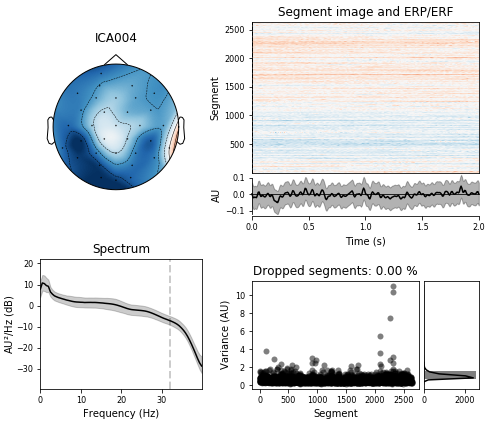 ICA004
Segment image and ERP/ERF
2500
2000
1500
1000
500
Segment
0.1
0.0
−0.1
AU
0.0 0.5 1.0 1.5 2.0
Time (s)
Spectrum
20
10
0
−10
−20
−30
AU²/Hz (dB)
0 10 20 30
Frequency (Hz)
Dropped segments: 0.00 %
10
8
6
4
2
0
Variance (AU)
0 500 1000 1500 2000 2500
Segment
0 2000